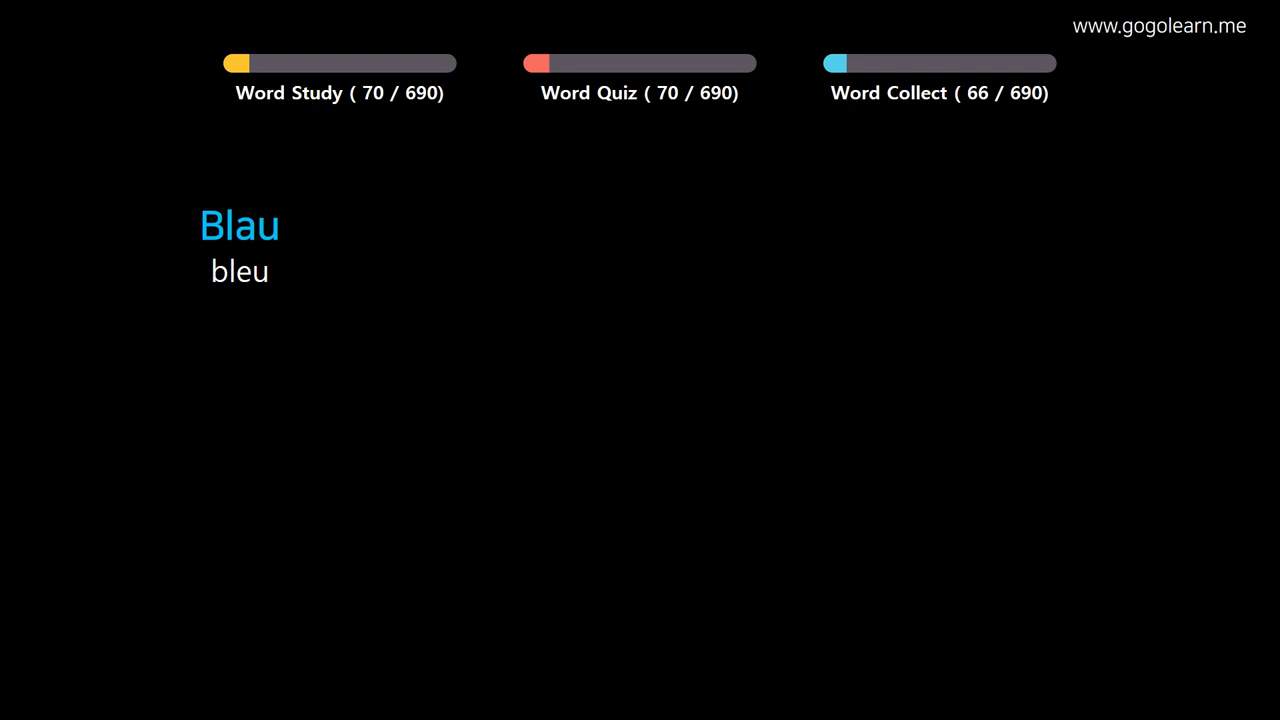 www.gogolearn.me
Word Study ( 70 / 690)
Word Quiz ( 70 / 690)
Word Collect ( 66 / 690)
Blau
bleu